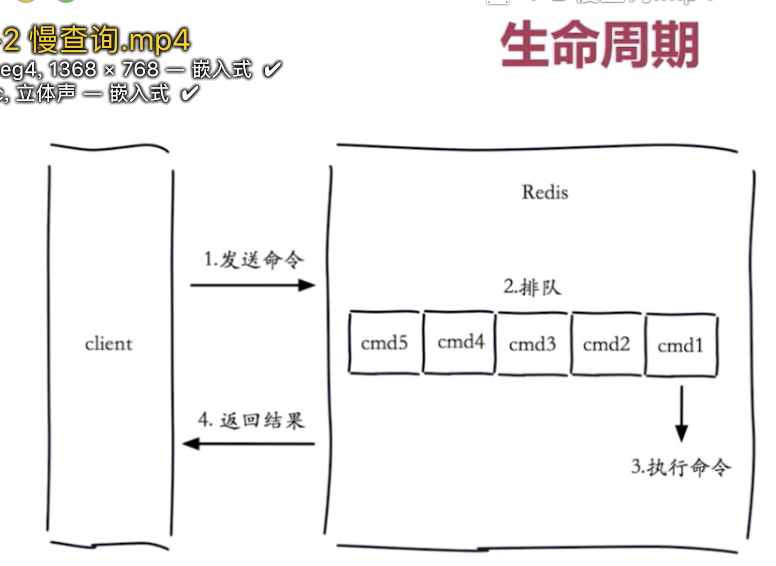 -2 慢查询.mp4
生命周期
eg4, 1368 × 768 — 嵌入式 ✔
, 立体声 — 嵌入式 ✔
Redis
1.发送命令
2.排队
cmd5 cmd4 cmd3 cmd2 cmd1
client
4. 返回结果
3.执行命令